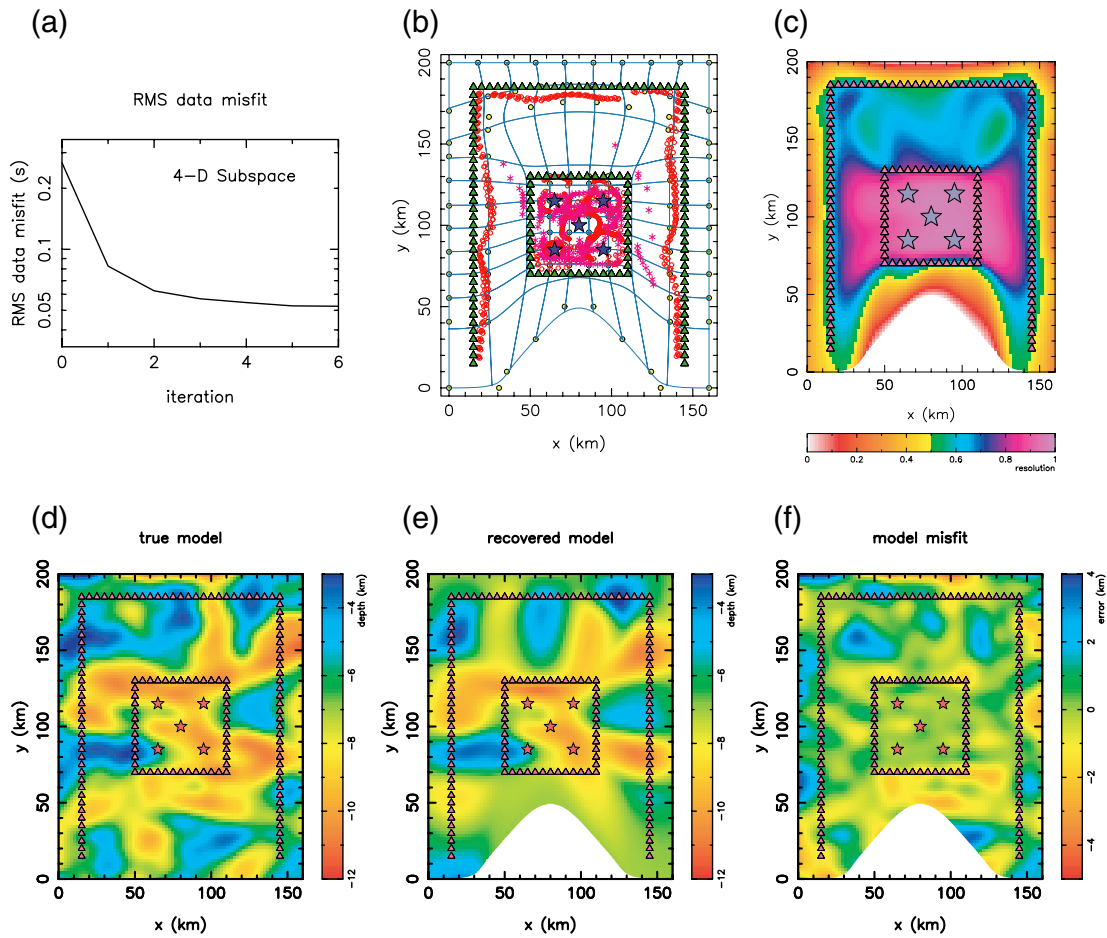 (a)
RMS data misfit
4-D Subspace
RMS data misfit (s)
0.2
0.1
0.05
0 2 4 6
iteration
(b)
y (km)
200
150
100
50
0
0 50 100 150
x (km)
(c)
y (km)
200
150
100
50
0
0 50 100 150
x (km)
0 0.2 0.4 0.6 0.8 1
resolution
(d)
true model
y (km)
200
150
100
50
0
0 50 100 150
x (km)
depth (km)
−4
−6
−8
−10
−12
(e)
recovered model
y (km)
200
150
100
50
0
0 50 100 150
x (km)
depth (km)
−4
−6
−8
−10
−12
(f)
model misfit
y (km)
200
150
100
50
0
0 50 100 150
x (km)
error (km)
4
2
0
−2
−4